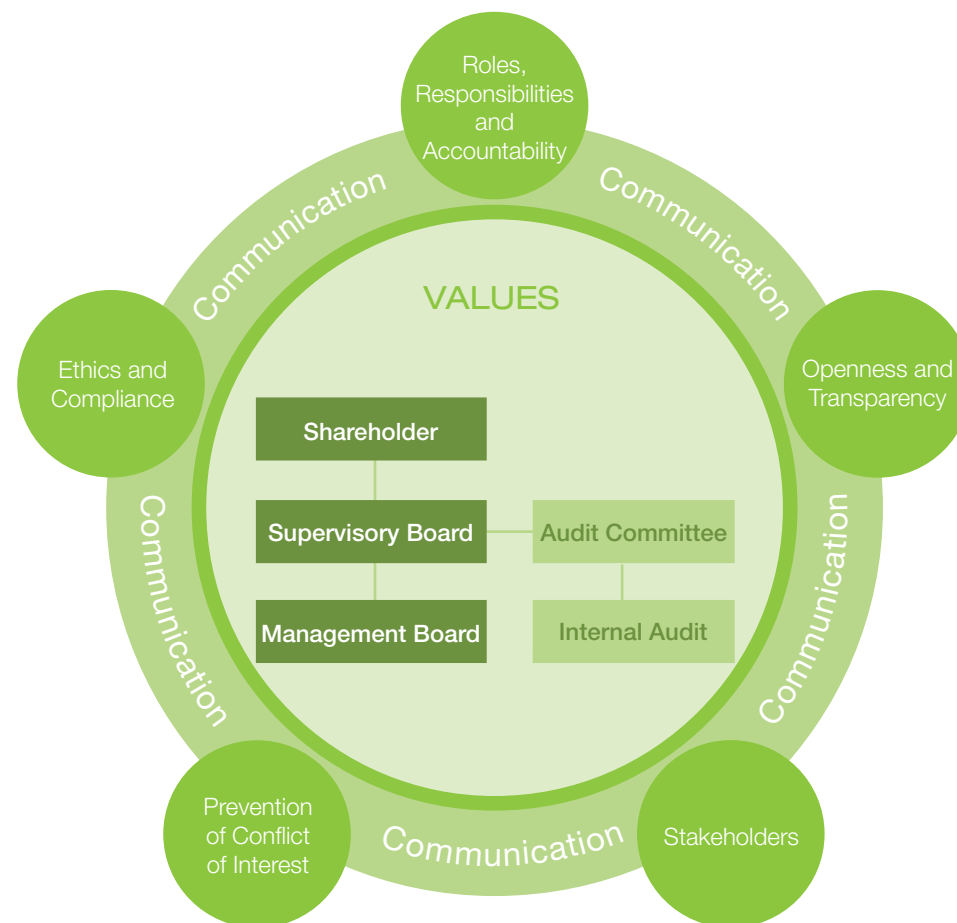 Roles,
Responsibilities
and
Accountability
Communication
Communication
VALUES
Ethics and
Compliance
Openness and
Transparency
Shareholder
Supervisory Board
Audit Committee
Management Board
Internal Audit
Communication
Communication
Prevention
of Conflict
of Interest
Communication
Stakeholders